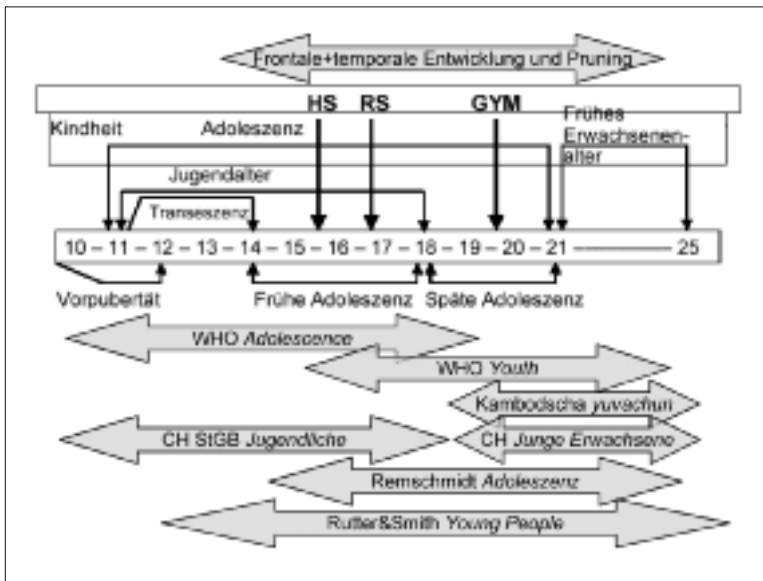 Frontale+temporale Entwicklung und Pruning
HS RS GYM
Kindheit Adoleszenz Frühes
Erwachsenen-
alter
Jugendalter
Transeszenz
10 – 11 – 12 – 13 – 14 – 15 – 16 – 17 – 18 – 19 – 20 – 21 ————— 25
Vorpubertät Frühe Adoleszenz Späte Adoleszenz
WHO Adolescence
WHO Youth
Kambodscha yuvachun
CH StGB Jugendliche CH Junge Erwachsene
Remschmidt Adoleszenz
Rutter&Smith Young People